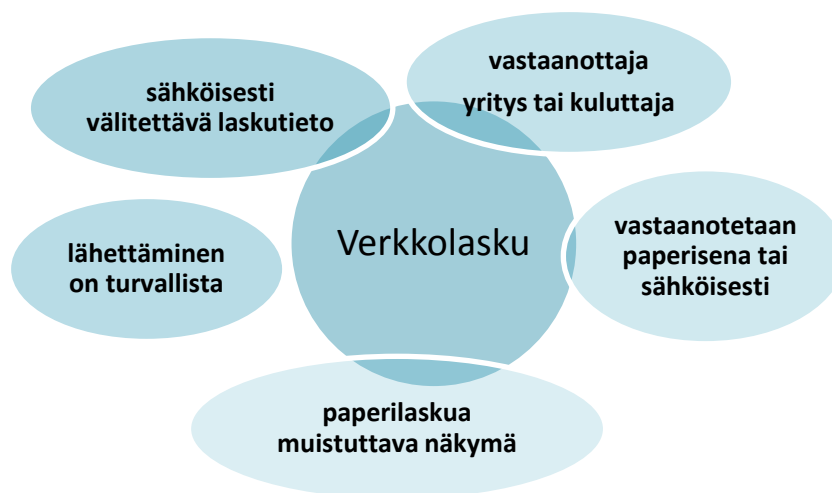 sähköisesti
välitettävä laskutieto
vastaanottaja
yritys tai kuluttaja
Verkkolasku
vastaanotetaan
paperisena tai
sähköisesti
lähettäminen
on turvallista
paperilaskua
muistuttava näkymä